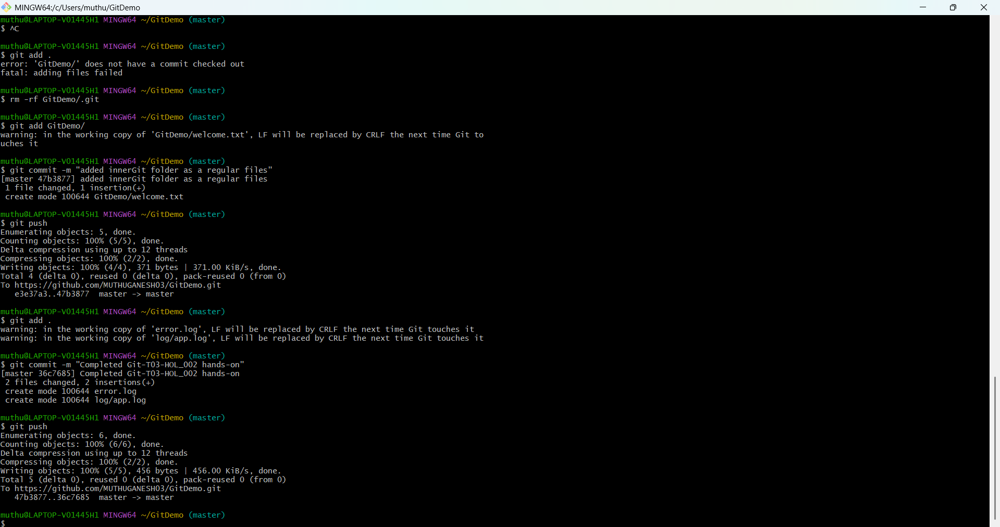 MINGW64:/c/Users/muthu/GitDemo
muthu@LAPTOP-VO1445H1 MINGW64 ~/GitDemo (master)
$ ^C
muthu@LAPTOP-VO1445H1 MINGW64 ~/GitDemo (master)
$ git add .
error: 'GitDemo/' does not have a commit checked out
fatal: adding files failed
muthu@LAPTOP-VO1445H1 MINGW64 ~/GitDemo (master)
$ rm -rf GitDemo/.git
muthu@LAPTOP-VO1445H1 MINGW64 ~/GitDemo (master)
$ git add GitDemo/
warning: in the working copy of 'GitDemo/welcome.txt', LF will be replaced by CRLF the next time Git to
uches it
muthu@LAPTOP-VO1445H1 MINGW64 ~/GitDemo (master)
$ git commit -m "added innerGit folder as a regular files"
[master 47b3877] added innerGit folder as a regular files
 1 file changed, 1 insertion(+)
 create mode 100644 GitDemo/welcome.txt
muthu@LAPTOP-VO1445H1 MINGW64 ~/GitDemo (master)
$ git push
Enumerating objects: 5, done.
Counting objects: 100% (5/5), done.
Delta compression using up to 12 threads
Compressing objects: 100% (2/2), done.
Writing objects: 100% (4/4), 371 bytes | 371.00 KiB/s, done.
Total 4 (delta 0), reused 0 (delta 0), pack-reused 0 (from 0)
To https://github.com/MUTHUGANESH03/GitDemo.git
   e3e37a3..47b3877  master -> master
muthu@LAPTOP-VO1445H1 MINGW64 ~/GitDemo (master)
$ git add .
warning: in the working copy of 'error.log', LF will be replaced by CRLF the next time Git touches it
warning: in the working copy of 'log/app.log', LF will be replaced by CRLF the next time Git touches it
muthu@LAPTOP-VO1445H1 MINGW64 ~/GitDemo (master)
$ git commit -m "Completed Git-T03-HOL_002 hands-on"
[master 36c7685] Completed Git-T03-HOL_002 hands-on
 2 files changed, 2 insertions(+)
 create mode 100644 error.log
 create mode 100644 log/app.log
muthu@LAPTOP-VO1445H1 MINGW64 ~/GitDemo (master)
$ git push
Enumerating objects: 6, done.
Counting objects: 100% (6/6), done.
Delta compression using up to 12 threads
Compressing objects: 100% (2/2), done.
Writing objects: 100% (5/5), 456 bytes | 456.00 KiB/s, done.
Total 5 (delta 0), reused 0 (delta 0), pack-reused 0 (from 0)
To https://github.com/MUTHUGANESH03/GitDemo.git
   47b3877..36c7685  master -> master
muthu@LAPTOP-VO1445H1 MINGW64 ~/GitDemo (master)
$